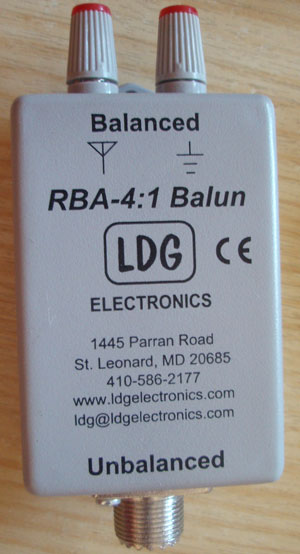 Balanced
RBA-4:1 Balun
LDG CE
ELECTRONICS
1445 Parran Road
St. Leonard, MD 20685
410-586-2177
www.ldgelectronics.com
ldg@ldgelectronics.com
Unbalanced